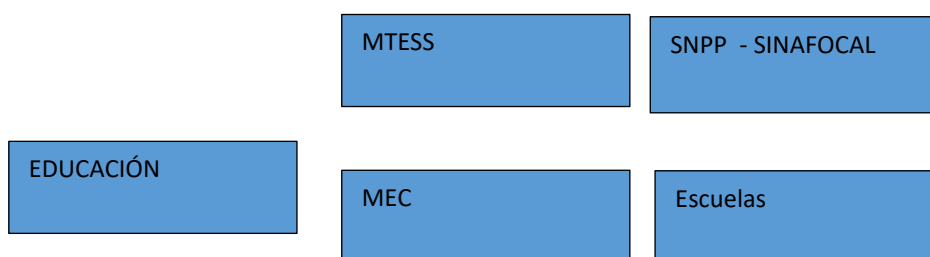 MTESS
SNPP - SINAFOCAL
EDUCACIÓN
MEC
Escuelas